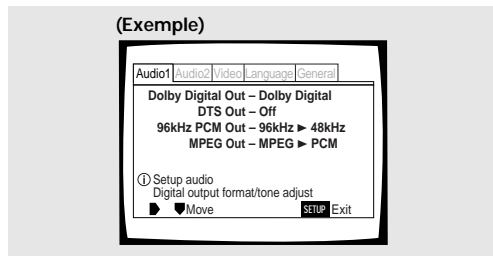 (Exemple)
Audio1 Audio2 Video Language General
Dolby Digital Out – Dolby Digital
DTS Out – Off
96kHz PCM Out – 96kHz ► 48kHz
MPEG Out – MPEG ► PCM
ⓘ Setup audio
Digital output format/tone adjust
Move SETUP Exit